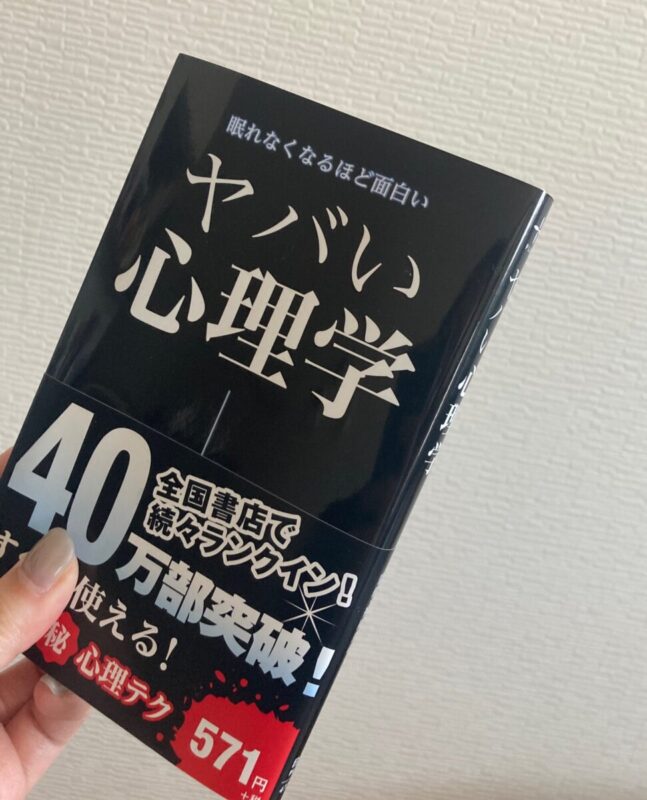 眠れなくなるほど面白い
ヤバい
心理学
全国書店で
続々ランクイン!
40万部突破!
使える!
心理テク
571円